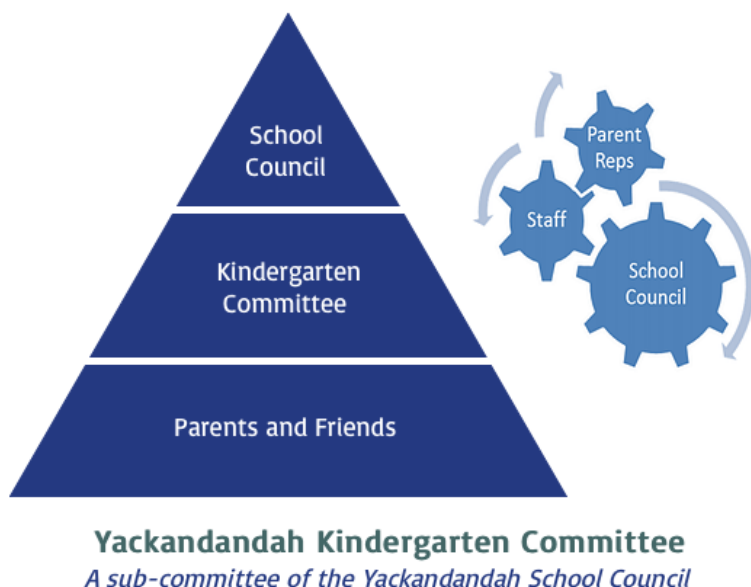 School
Council
Kindergarten
Committee
Parents and Friends
Parent
Reps
Staff
School
Council
Yackandandah Kindergarten Committee
A sub-committee of the Yackandandah School Council